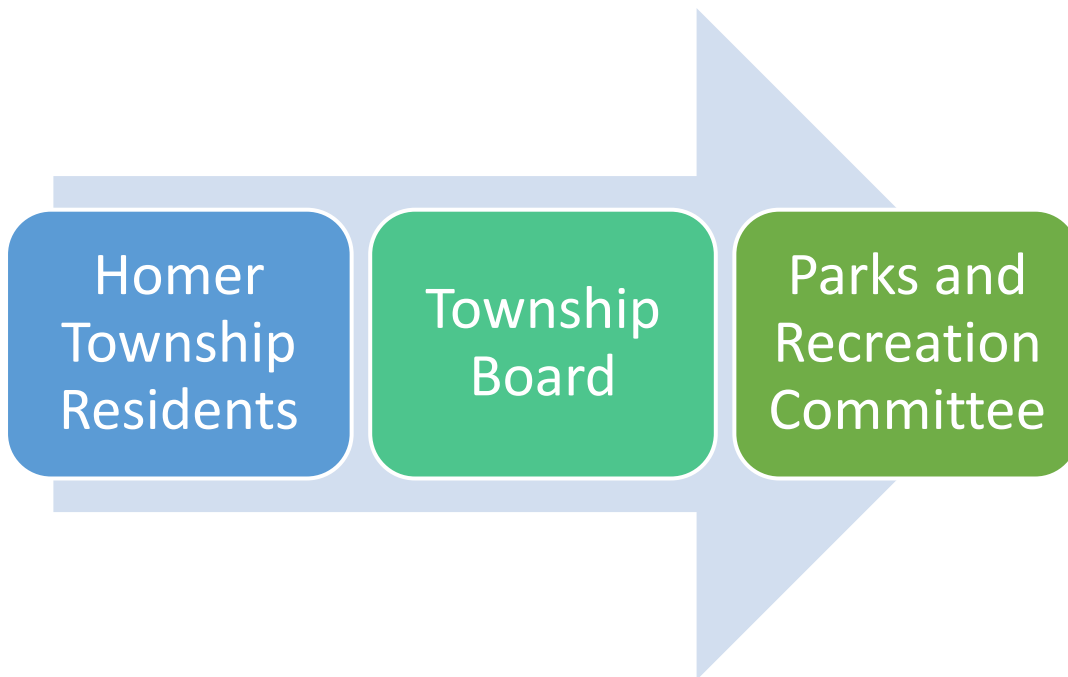 Homer
Township
Residents
Township
Board
Parks and
Recreation
Committee